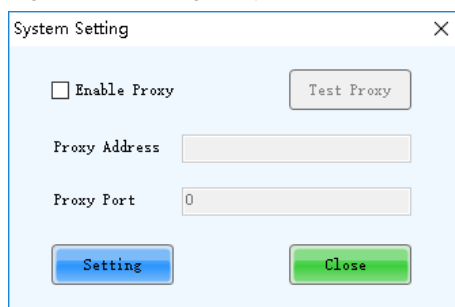 System Setting
Enable Proxy
Test Proxy
Proxy Address
Proxy Port
0
Setting
Close